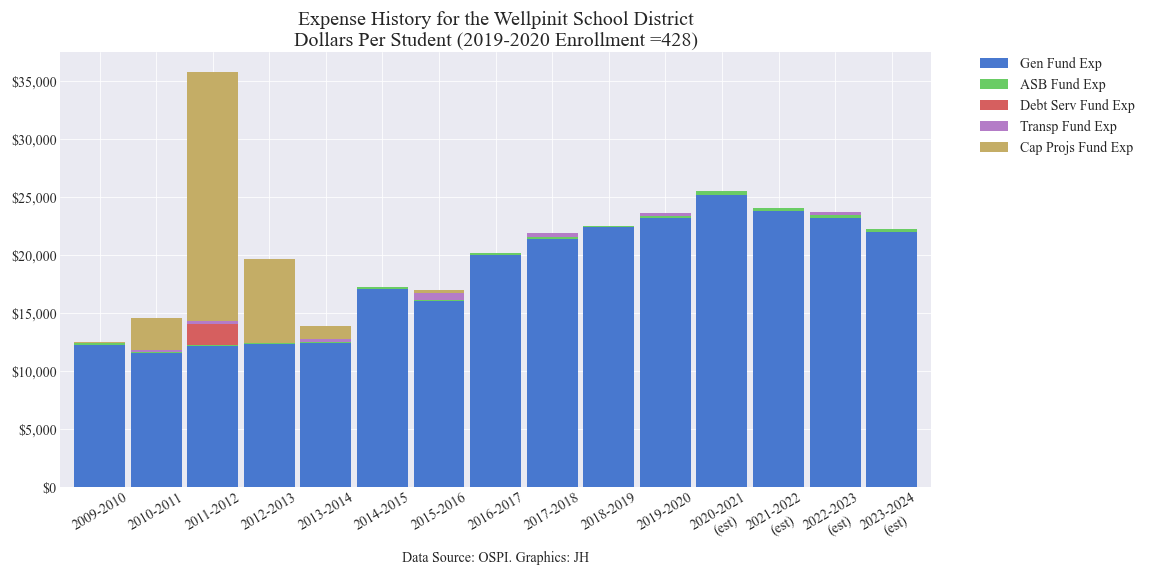 Expense History for the Wellpinit School District
Dollars Per Student (2019-2020 Enrollment =428)
Gen Fund Exp
ASB Fund Exp
Debt Serv Fund Exp
Transp Fund Exp
Cap Projs Fund Exp
$35,000
$30,000
$25,000
$20,000
$15,000
$10,000
$5,000
$0
2009-2010
2010-2011
2011-2012
2012-2013
2013-2014
2014-2015
2015-2016
2016-2017
2017-2018
2018-2019
2019-2020
2020-2021
(est)
2021-2022
(est)
2022-2023
(est)
2023-2024
(est)
Data Source: OSPI. Graphics: JH